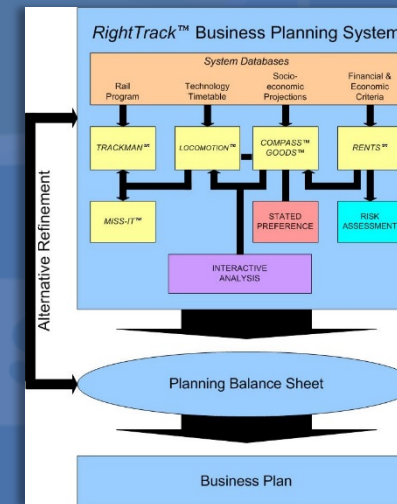 RightTrack™ Business Planning System
System Databases
Rail
Program
Technology
Timetable
Socio-
economic
Projections
Financial &
Economic
Criteria
TRACKMAN℠
LOCOMOTION™
COMPASS™
GOODS™
RENTS℠
MISS-IT™
STATED
PREFERENCE
RISK
ASSESSMENT
INTERACTIVE
ANALYSIS
Alternative Refinement
Planning Balance Sheet
Business Plan